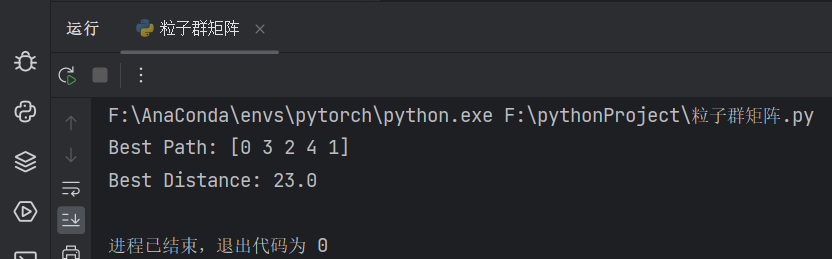 运行
粒子群矩阵
F:\AnaConda\envs\pytorch\python.exe F:\pythonProject\粒子群矩阵.py
Best Path: [0 3 2 4 1]
Best Distance: 23.0
进程已结束，退出代码为 0